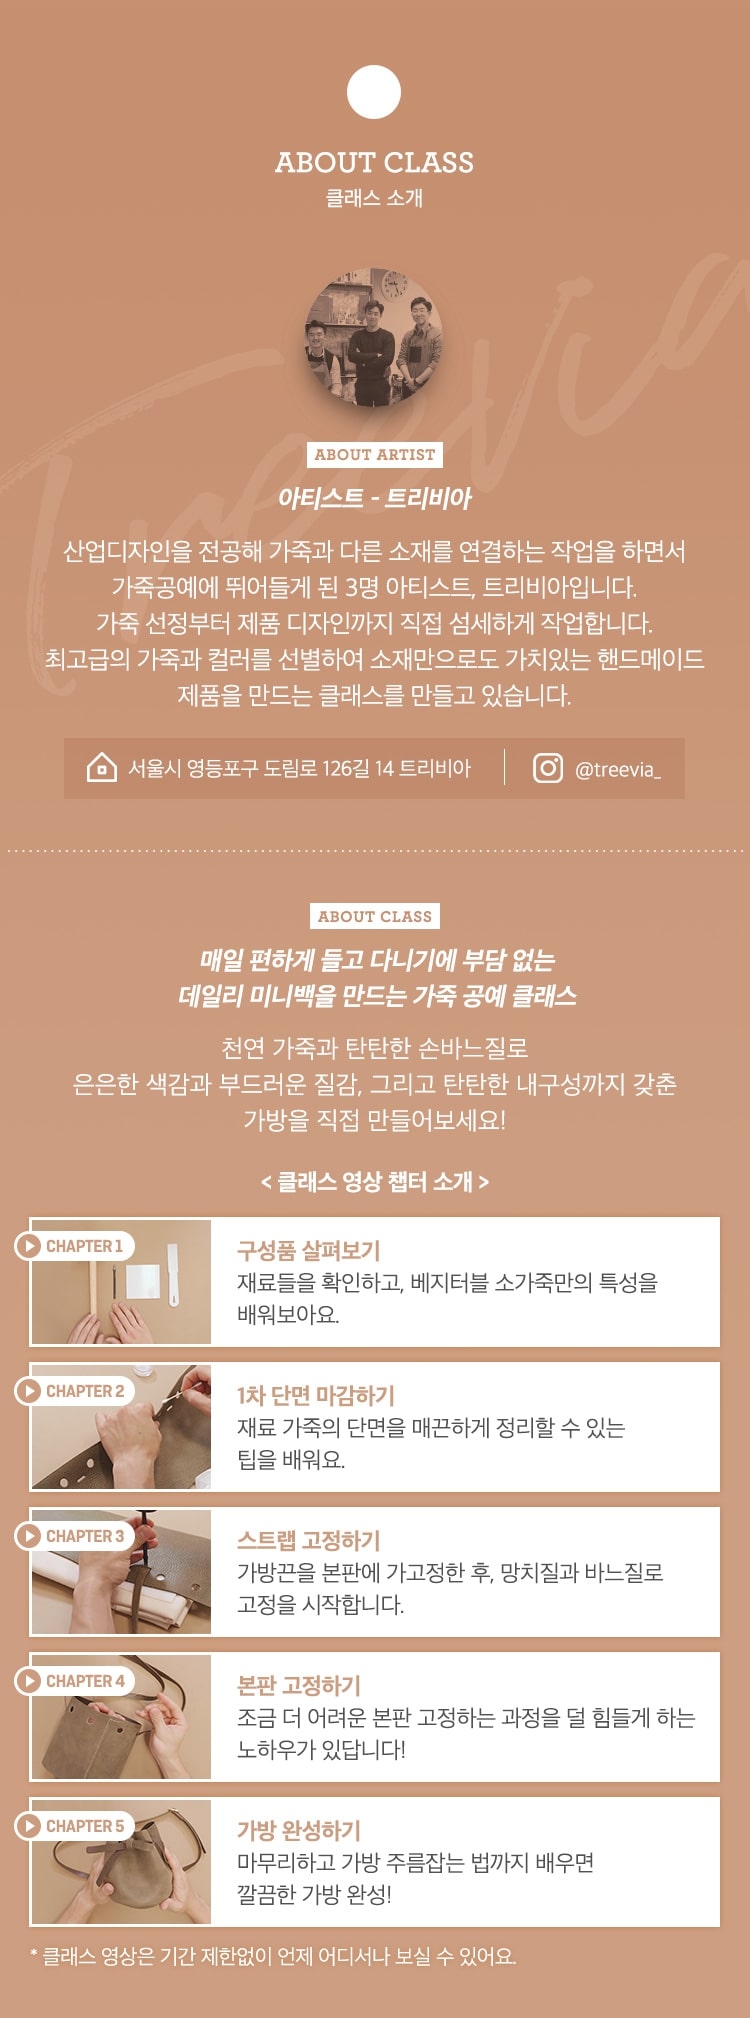 ABOUT CLASS
클래스 소개
Treevia
ABOUT ARTIST
아티스트 - 트리비아
산업디자인을 전공해 가죽과 다른 소재를 연결하는 작업을 하면서
가죽공예에 뛰어들게 된 3명 아티스트, 트리비아입니다.
가죽 선정부터 제품 디자인까지 직접 섬세하게 작업합니다.
최고급의 가죽과 컬러를 선별하여 소재만으로도 가치있는 핸드메이드
제품을 만드는 클래스를 만들고 있습니다.
서울시 영등포구 도림로 126길 14 트리비아
@treevia_
ABOUT CLASS
매일 편하게 들고 다니기에 부담 없는
데일리 미니백을 만드는 가죽 공예 클래스
천연 가죽과 탄탄한 손바느질로
은은한 색감과 부드러운 질감, 그리고 탄탄한 내구성까지 갖춘
가방을 직접 만들어보세요!
< 클래스 영상 챕터 소개 >
CHAPTER 1
구성품 살펴보기
재료들을 확인하고, 베지터블 소가죽만의 특성을
배워보아요.
CHAPTER 2
1차 단면 마감하기
재료 가죽의 단면을 매끈하게 정리할 수 있는
팁을 배워요.
CHAPTER 3
스트랩 고정하기
가방끈을 본판에 가고정한 후, 망치질과 바느질로
고정을 시작합니다.
CHAPTER 4
본판 고정하기
조금 더 어려운 본판 고정하는 과정을 덜 힘들게 하는
노하우가 있답니다!
CHAPTER 5
가방 완성하기
마무리하고 가방 주름잡는 법까지 배우면
깔끔한 가방 완성!
* 클래스 영상은 기간 제한없이 언제 어디서나 보실 수 있어요.